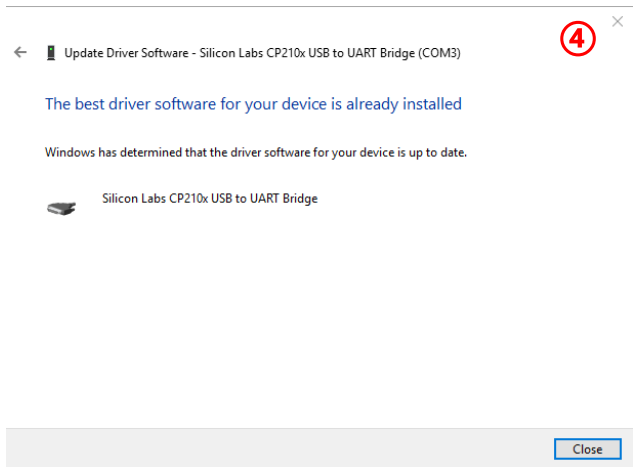 ④
Update Driver Software - Silicon Labs CP210x USB to UART Bridge (COM3)
The best driver software for your device is already installed
Windows has determined that the driver software for your device is up to date.
Silicon Labs CP210x USB to UART Bridge
Close